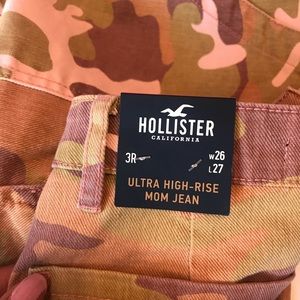 HOLLISTER
CALIFORNIA
3R W26
L27
ULTRA HIGH-RISE
MOM JEAN